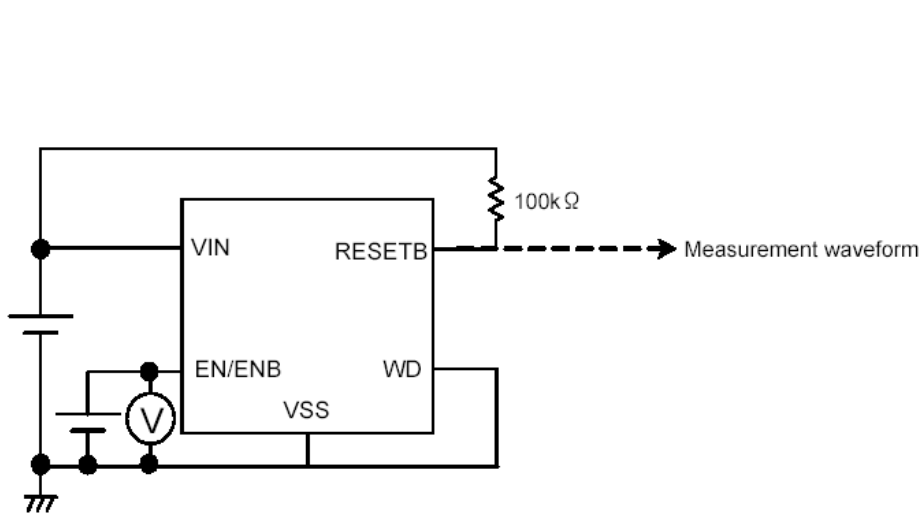 100kΩ
VIN
RESETB
Measurement waveform
EN/ENB
WD
V
VSS